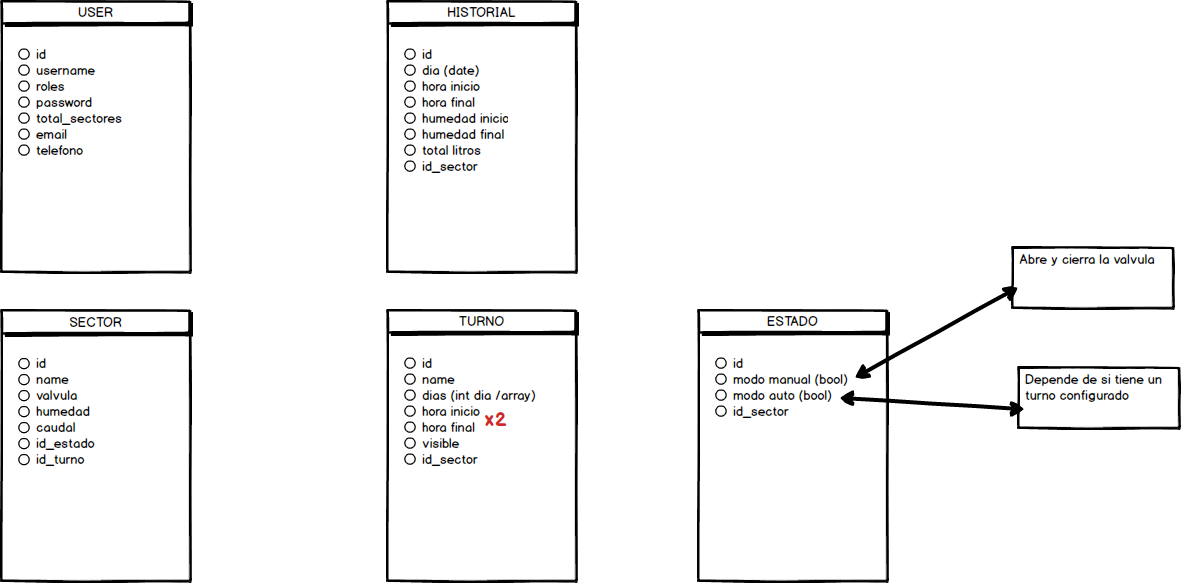 USER
id
username
roles
password
total_sectores
email
telefono
HISTORIAL
id
dia (date)
hora inicio
hora final
humedad inicio
humedad final
total litros
id_sector
SECTOR
id
name
valvula
humedad
caudal
id_estado
id_turno
TURNO
id
name
dias (int dia /array)
hora inicio
hora final
x2
visible
id_sector
ESTADO
id
modo manual (bool)
modo auto (bool)
id_sector
Abre y cierra la valvula
Depende de si tiene un
turno configurado